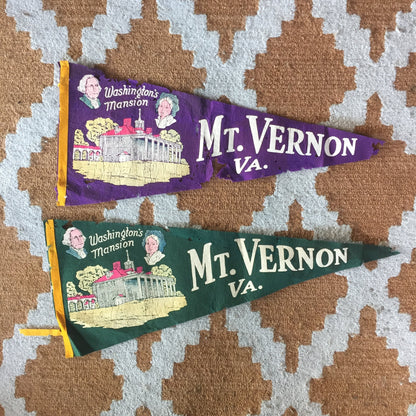 Washington's
Mansion
MT. VERNON
VA.
Washington's
Mansion
MT. VERNON
VA.